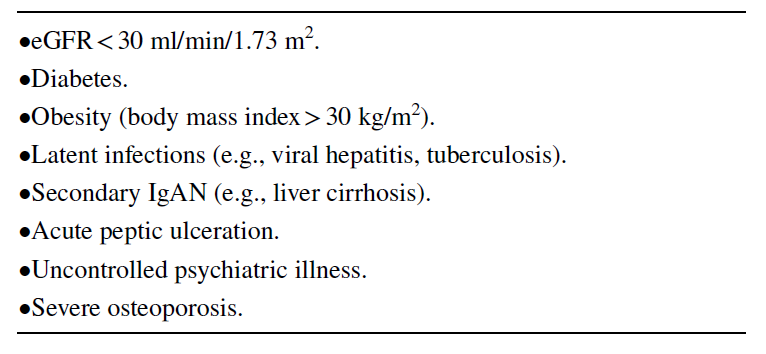 ●eGFR < 30 ml/min/1.73 m².
●Diabetes.
●Obesity (body mass index > 30 kg/m²).
●Latent infections (e.g., viral hepatitis, tuberculosis).
●Secondary IgAN (e.g., liver cirrhosis).
●Acute peptic ulceration.
●Uncontrolled psychiatric illness.
●Severe osteoporosis.